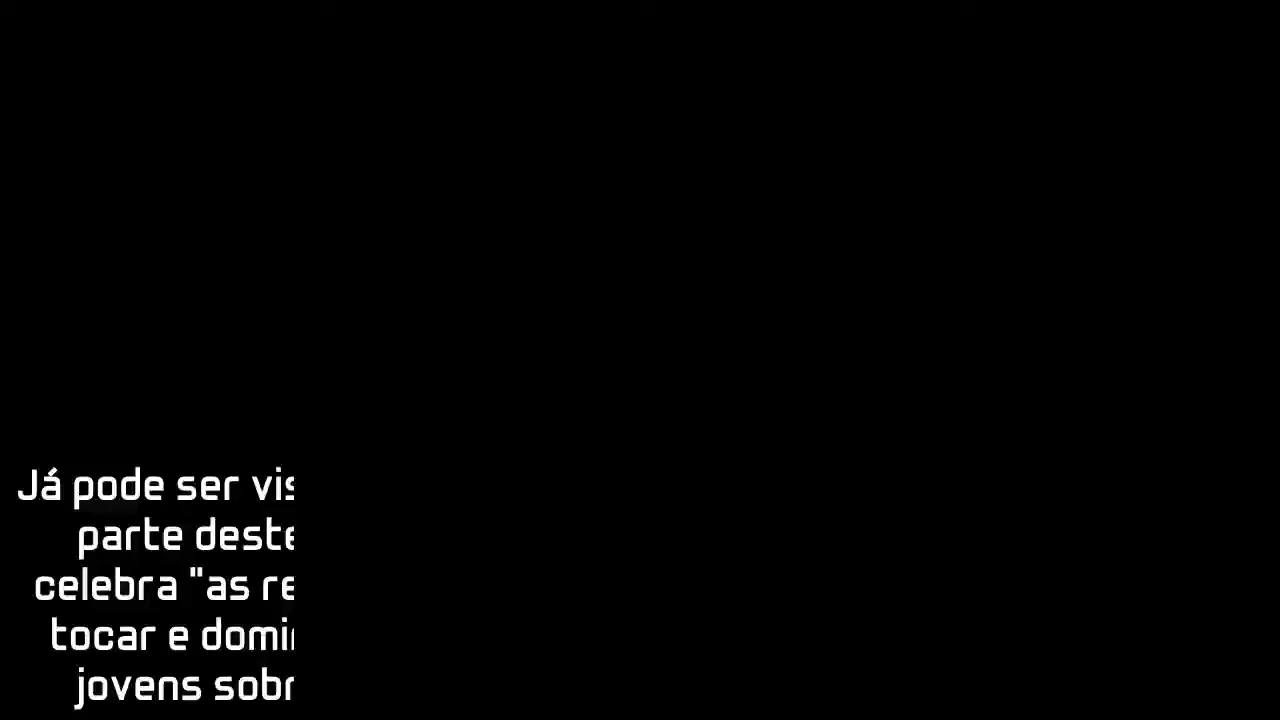 Já pode ser vis
parte deste
celebra "as re
tocar e domi
jovens sobr